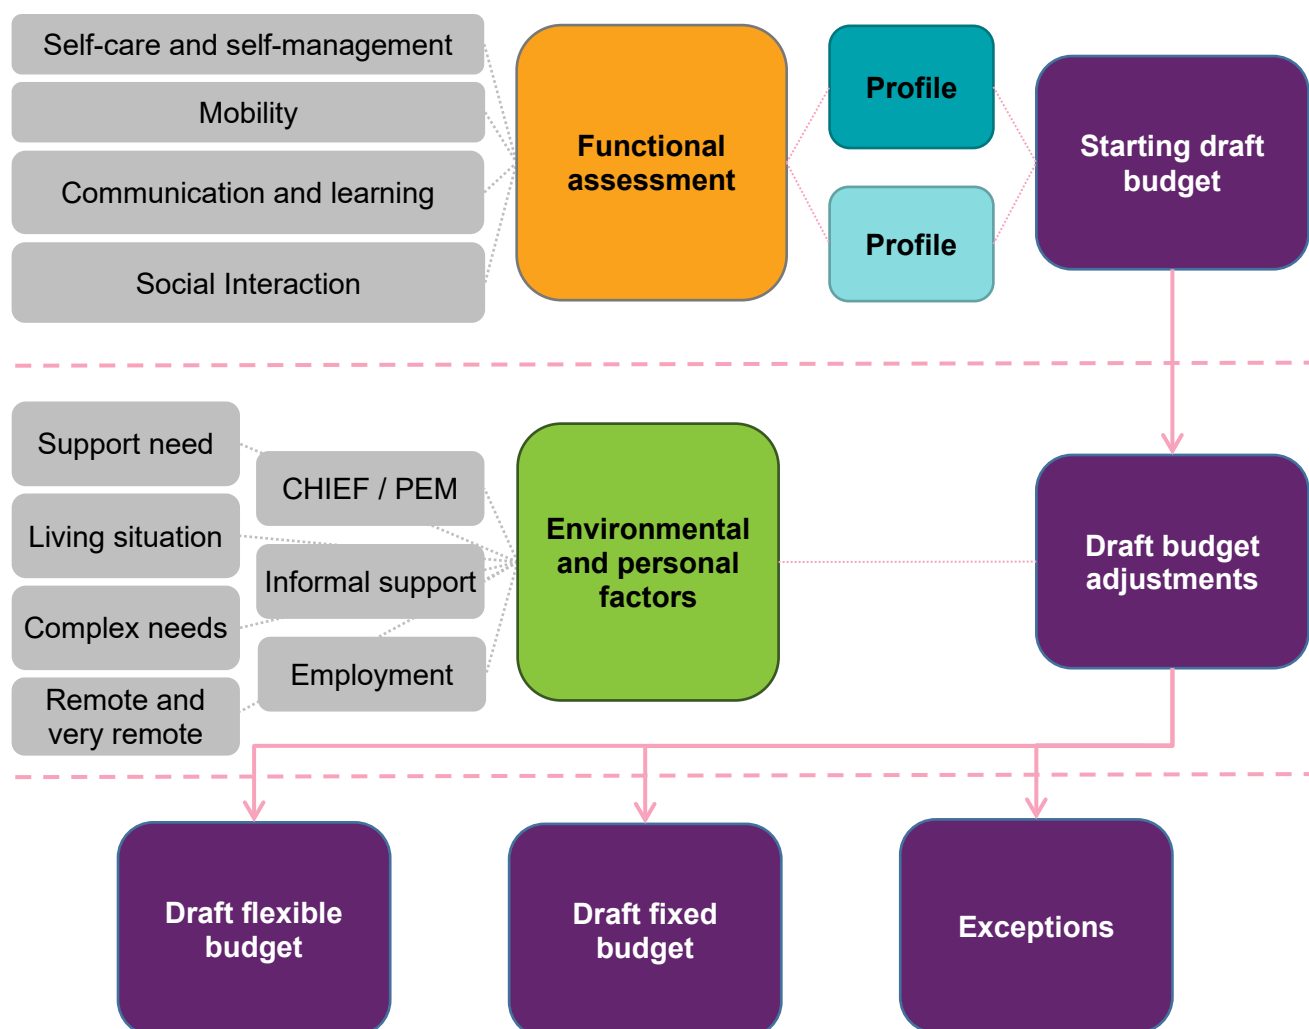 Self-care and self-management
Mobility
Communication and learning
Social Interaction
Functional
assessment
Profile
Profile
Starting draft
budget
Support need
CHIEF / PEM
Living situation
Informal support
Complex needs
Employment
Remote and
very remote
Environmental
and personal
factors
Draft budget
adjustments
Draft flexible
budget
Draft fixed
budget
Exceptions